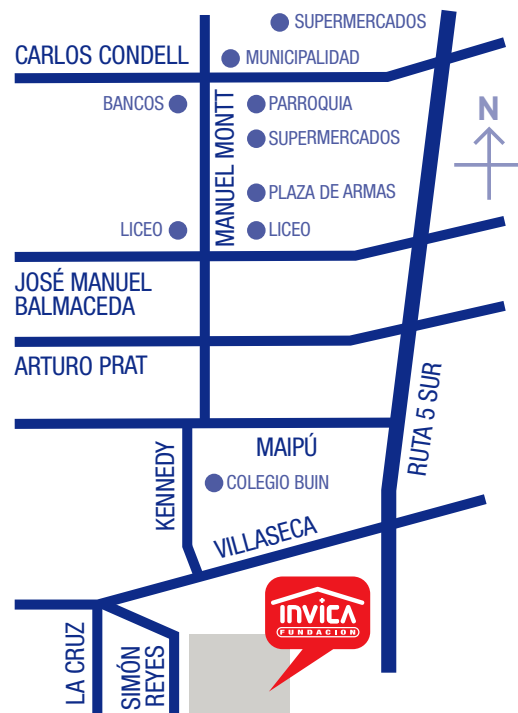 SUPERMERCADOS
CARLOS CONDELL
MUNICIPALIDAD
BANCOS
PARROQUIA
MANUEL MONTT
SUPERMERCADOS
N
PLAZA DE ARMAS
LICEO
LICEO
JOSÉ MANUEL
BALMACEDA
ARTURO PRAT
RUTA 5 SUR
MAIPÚ
KENNEDY
COLEGIO BUIN
VILLASECA
INVICA
FUNDACION
LA CRUZ
SIMÓN
REYES